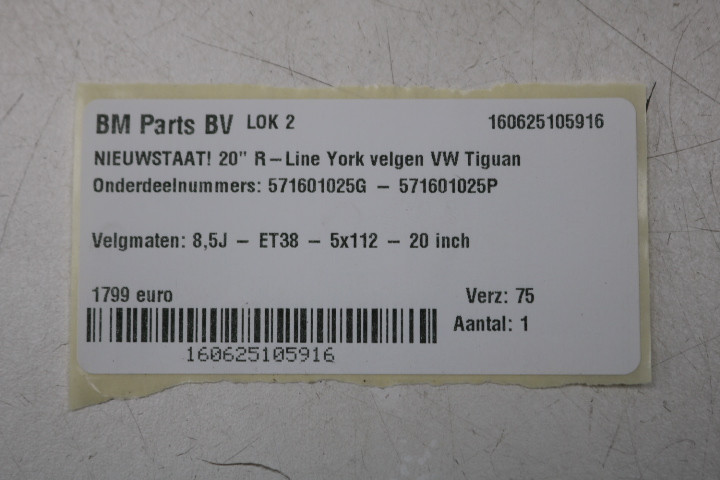 BM Parts BV LOK 2 160625105916
NIEUWSTAAT! 20" R-Line York velgen VW Tiguan
Onderdeelnummers: 571601025G - 571601025P
Velgmaten: 8,5J - ET38 - 5x112 - 20 inch
1799 euro Verz: 75
Aantal: 1
160625105916